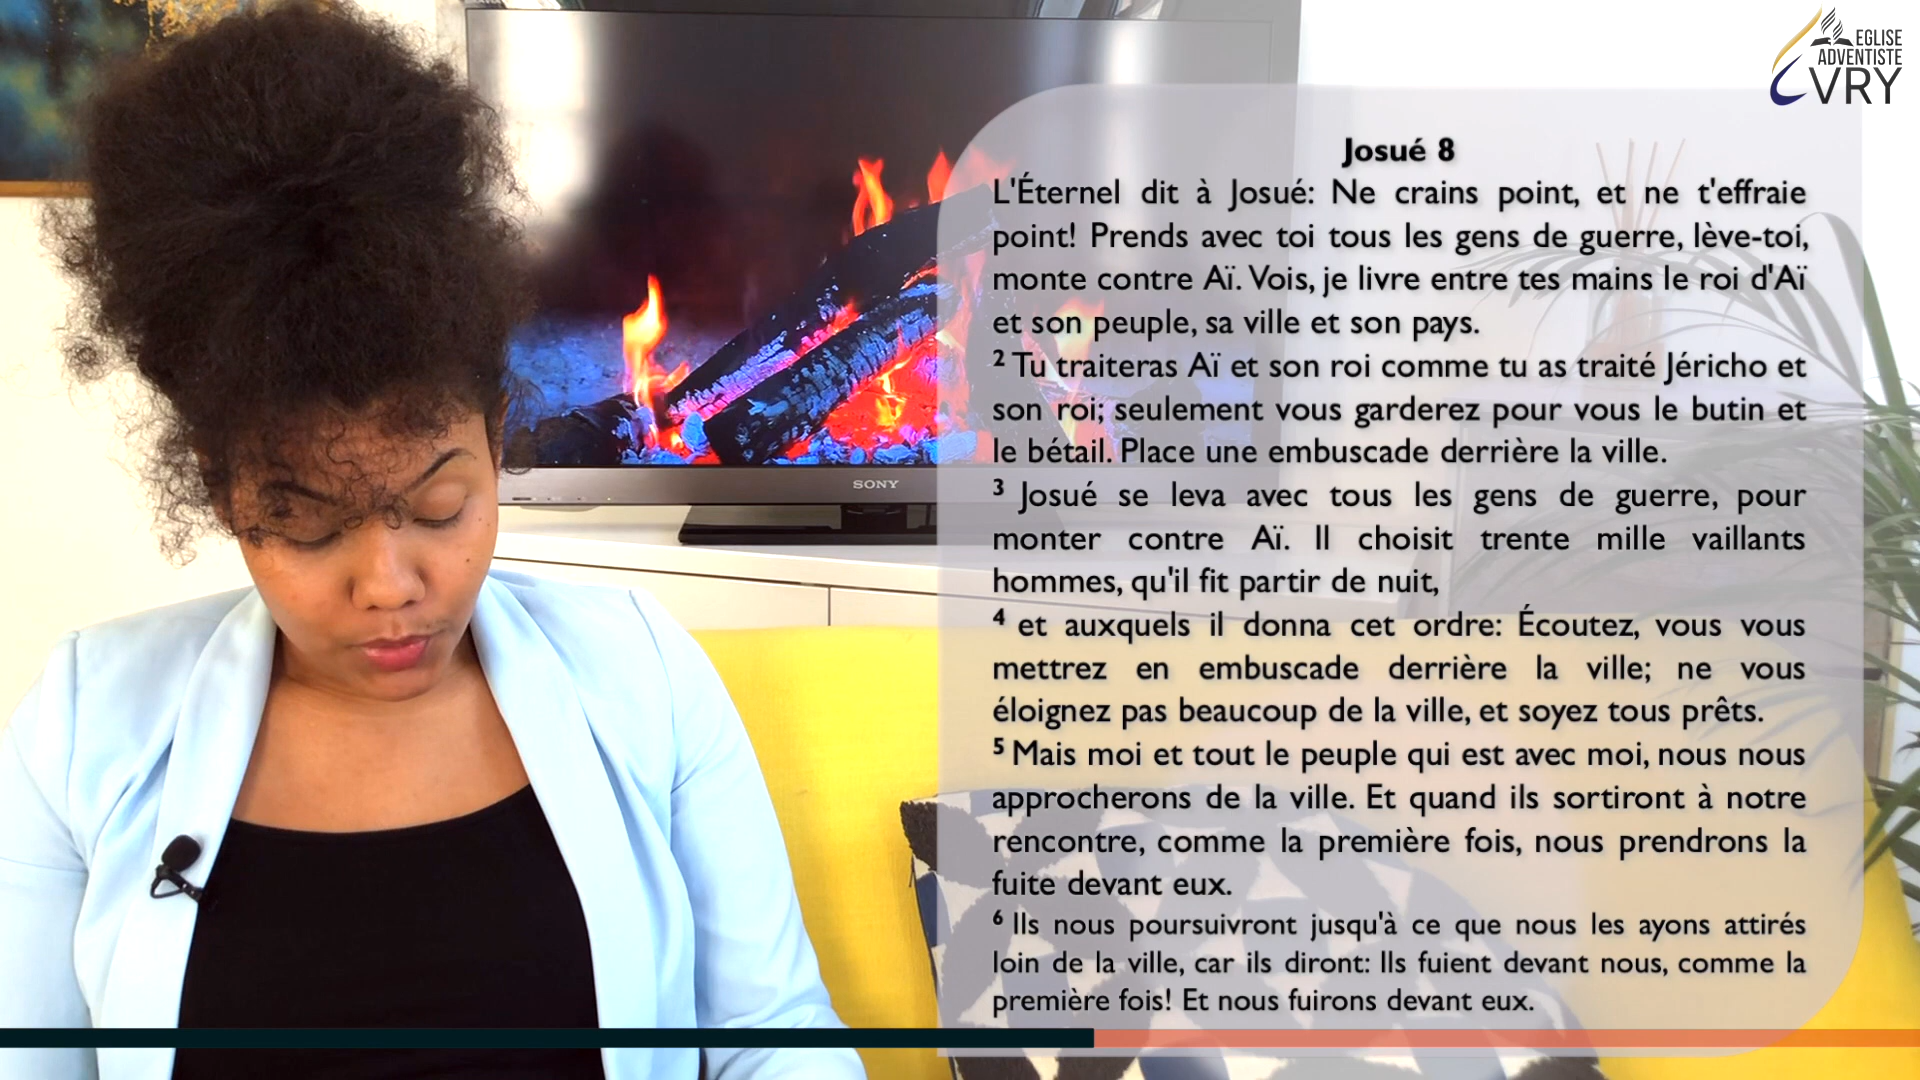 EGLISE
ADVENTISTE
VRY
Josué 8
L'Éternel dit à Josué: Ne crains point, et ne t'effraie
point! Prends avec toi tous les gens de guerre, lève-toi,
monte contre Aï. Vois, je livre entre tes mains le roi d'Aï
et son peuple, sa ville et son pays.
2 Tu traiteras Aï et son roi comme tu as traité Jéricho et
son roi; seulement vous garderez pour vous le butin et
le bétail. Place une embuscade derrière la ville.
3 Josué se leva avec tous les gens de guerre, pour
monter contre Aï. Il choisit trente mille vaillants
hommes, qu'il fit partir de nuit,
4 et auxquels il donna cet ordre: Écoutez, vous vous
mettrez en embuscade derrière la ville; ne vous
éloignez pas beaucoup de la ville, et soyez tous prêts.
5 Mais moi et tout le peuple qui est avec moi, nous nous
approcherons de la ville. Et quand ils sortiront à notre
rencontre, comme la première fois, nous prendrons la
fuite devant eux.
6 Ils nous poursuivront jusqu'à ce que nous les ayons attirés
loin de la ville, car ils diront: Ils fuient devant nous, comme la
première fois! Et nous fuirons devant eux.
SONY